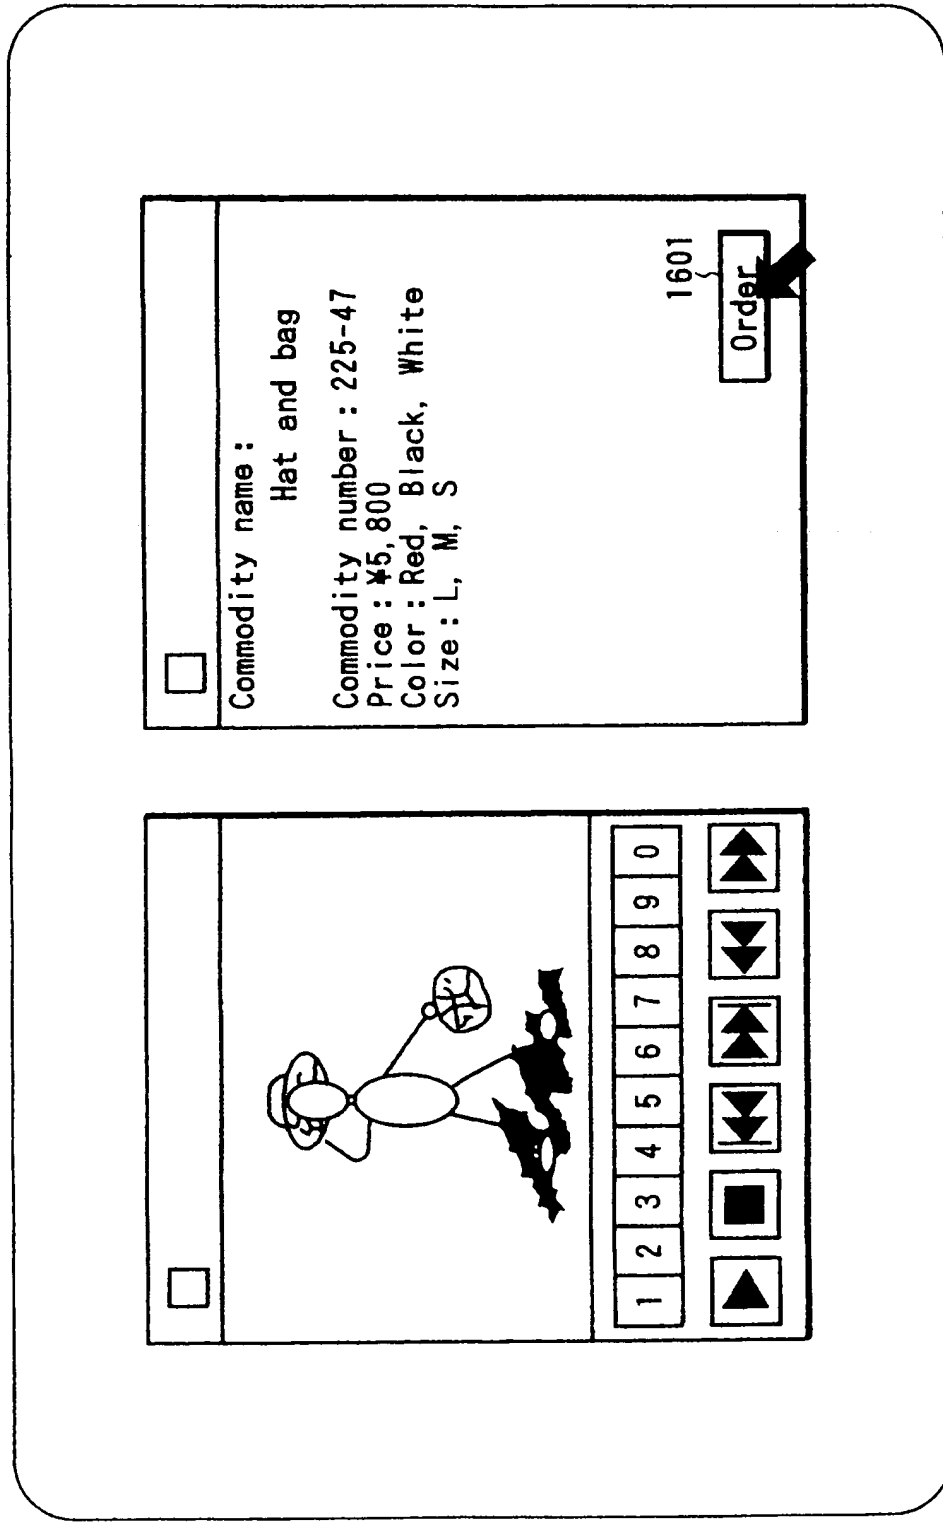 1 2 3 4 5 6 7 8 9 0
Commodity name:
Hat and bag
Commodity number: 225-47
Price: ¥5,800
Color: Red, Black, White
Size: L, M, S
1601
Order